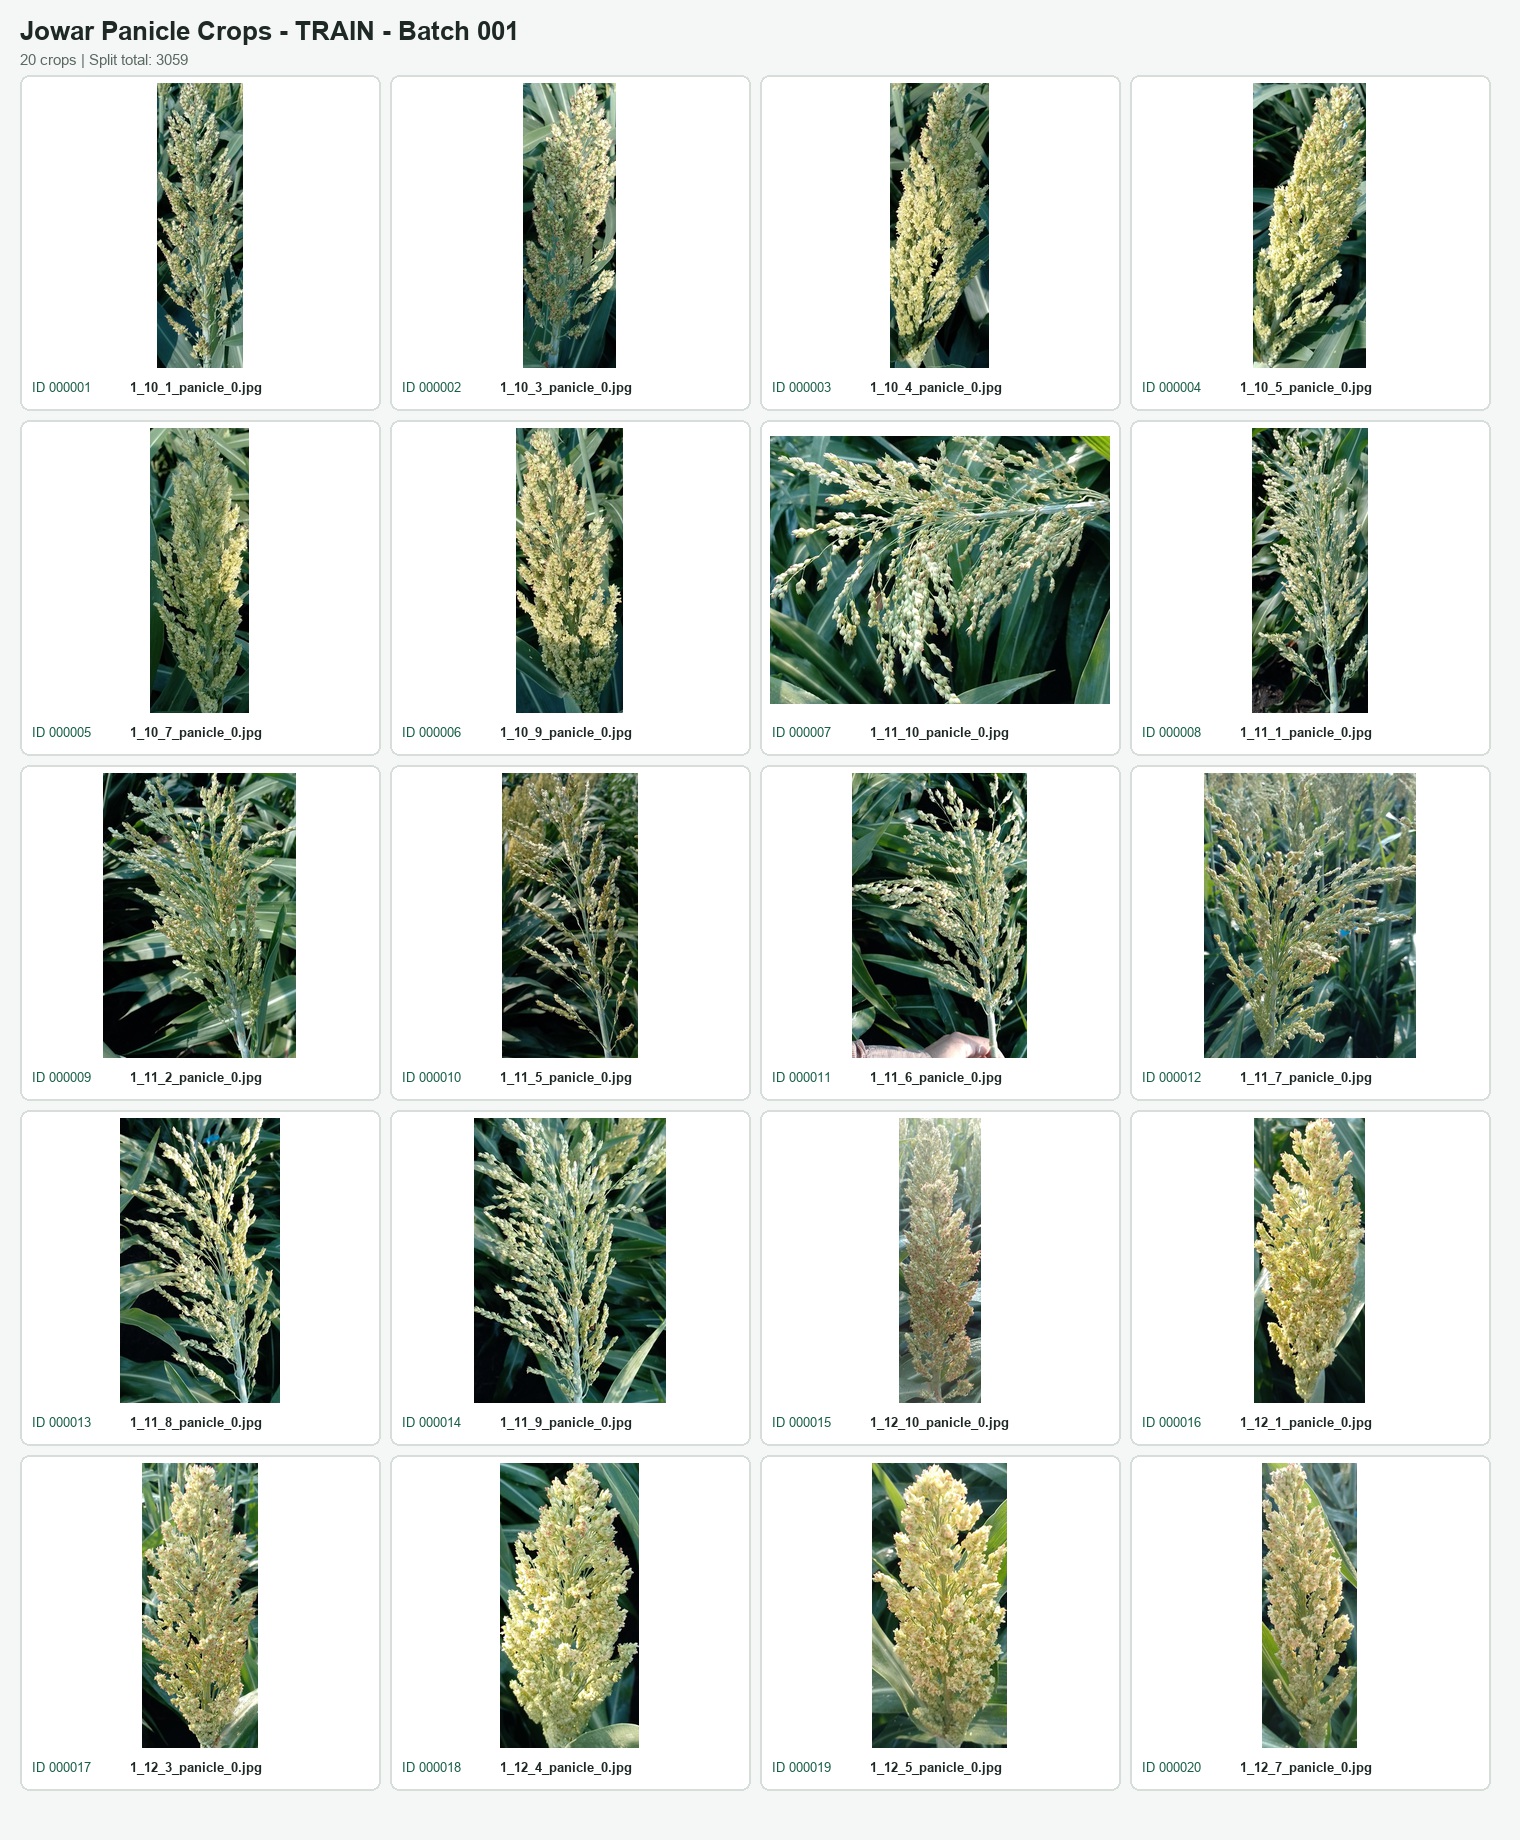 Jowar Panicle Crops - TRAIN - Batch 001
20 crops | Split total: 3059
ID 000001 1_10_1_panicle_0.jpg
ID 000002 1_10_3_panicle_0.jpg
ID 000003 1_10_4_panicle_0.jpg
ID 000004 1_10_5_panicle_0.jpg
ID 000005 1_10_7_panicle_0.jpg
ID 000006 1_10_9_panicle_0.jpg
ID 000007 1_11_10_panicle_0.jpg
ID 000008 1_11_1_panicle_0.jpg
ID 000009 1_11_2_panicle_0.jpg
ID 000010 1_11_5_panicle_0.jpg
ID 000011 1_11_6_panicle_0.jpg
ID 000012 1_11_7_panicle_0.jpg
ID 000013 1_11_8_panicle_0.jpg
ID 000014 1_11_9_panicle_0.jpg
ID 000015 1_12_10_panicle_0.jpg
ID 000016 1_12_1_panicle_0.jpg
ID 000017 1_12_3_panicle_0.jpg
ID 000018 1_12_4_panicle_0.jpg
ID 000019 1_12_5_panicle_0.jpg
ID 000020 1_12_7_panicle_0.jpg